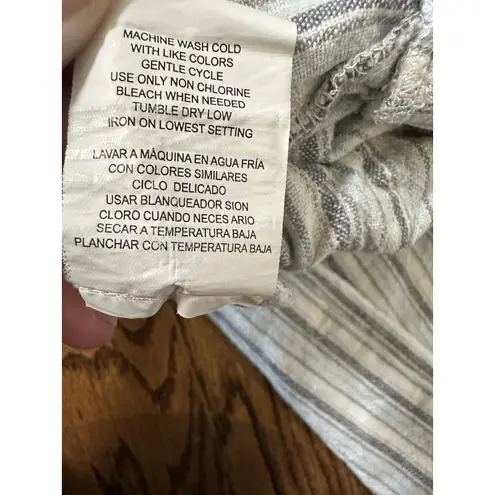 MACHINE WASH COLD
WITH LIKE COLORS
GENTLE CYCLE
USE ONLY NON CHLORINE
BLEACH WHEN NEEDED
TUMBLE DRY LOW
IRON ON LOWEST SETTING
LAVAR A MÁQUINA EN AGUA FRÍA
CON COLORES SIMILARES
CICLO DELICADO
USAR BLANQUEADOR SION
CLORO CUANDO NECES ARIO
SECAR A TEMPERATURA BAJA
PLANCHAR CON TEMPERATURA BAJA